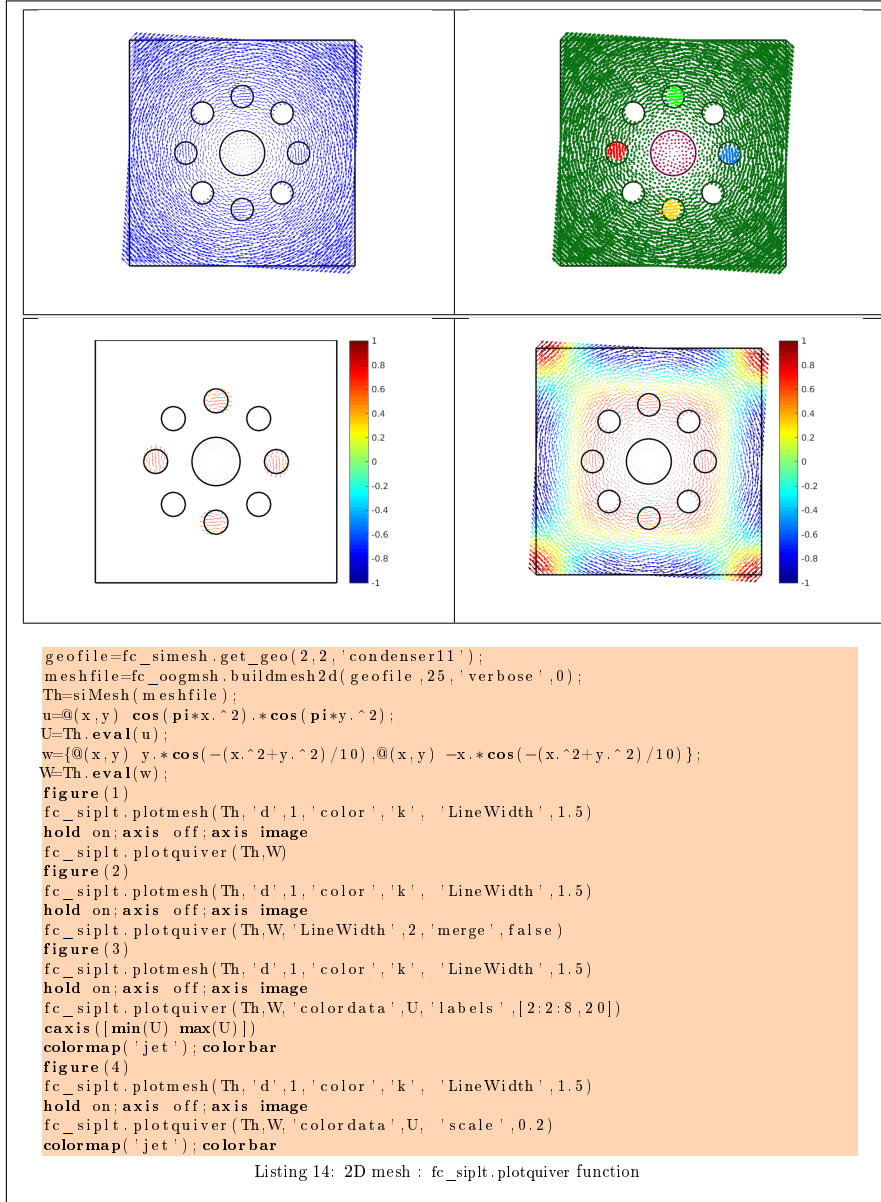 1
0.8
0.6
0.4
0.2
0
-0.2
-0.4
-0.6
-0.8
-1
1
0.8
0.6
0.4
0.2
0
-0.2
-0.4
-0.6
-0.8
-1
geofile=fc_simesh.get_geo(2,2,'condenser11');
meshfile=fc_oogmsh.buildmesh2d(geofile,25,'verbose',0);
Th=siMesh(meshfile);
u=@(x,y) cos(pi*x.^2).*cos(pi*y.^2);
U=Th.eval(u);
w={@(x,y) y.*cos(-(x.^2+y.^2)/10),@(x,y) -x.*cos(-(x.^2+y.^2)/10)};
W=Th.eval(w);
figure(1)
fc_siplt.plotmesh(Th,'d',1,'color','k', 'LineWidth',1.5)
hold on;axis off;axis image
fc_siplt.plotquiver(Th,W)
figure(2)
fc_siplt.plotmesh(Th,'d',1,'color','k', 'LineWidth',1.5)
hold on;axis off;axis image
fc_siplt.plotquiver(Th,W,'LineWidth',2,'merge',false)
figure(3)
fc_siplt.plotmesh(Th,'d',1,'color','k', 'LineWidth',1.5)
hold on;axis off;axis image
fc_siplt.plotquiver(Th,W,'colordata',U,'labels',[2:2:8,20])
caxis([min(U) max(U)])
colormap('jet');colorbar
figure(4)
fc_siplt.plotmesh(Th,'d',1,'color','k', 'LineWidth',1.5)
hold on;axis off;axis image
fc_siplt.plotquiver(Th,W,'colordata',U, 'scale',0.2)
colormap('jet');colorbar
Listing 14: 2D mesh : fc_siplt.plotquiver function